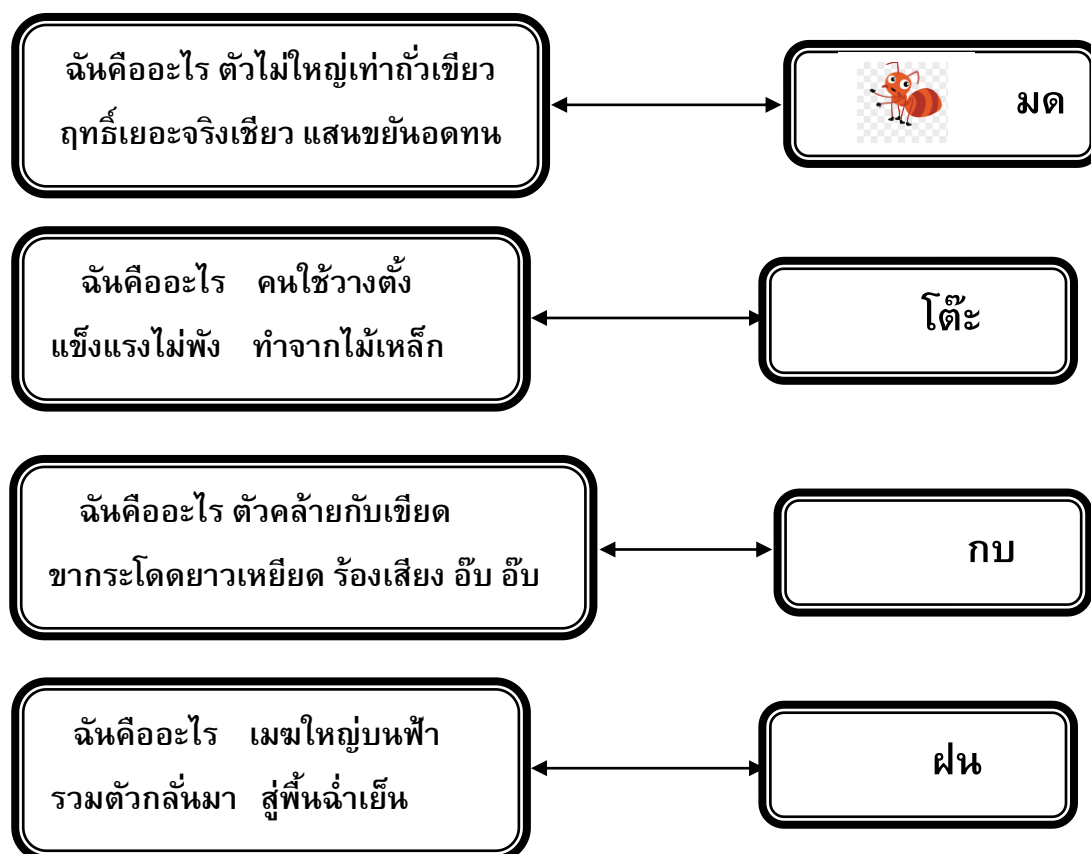 ฉันคืออะไร ตัวไม่ใหญ่เท่าถั่วเขียว
ฤทธิ์เยอะจริงเชียว แสนขยันอดทน
มด
ฉันคืออะไร คนใช้วางตั้ง
แข็งแรงไม่พัง ทำจากไม้เหล็ก
โต๊ะ
ฉันคืออะไร ตัวคล้ายกับเขียด
ขากระโดดยาวเหยียด ร้องเสียง อ๊บ อ๊บ
กบ
ฉันคืออะไร เมฆใหญ่บนฟ้า
รวมตัวกลั่นมา สู่พื้นฉ่ำเย็น
ฝน